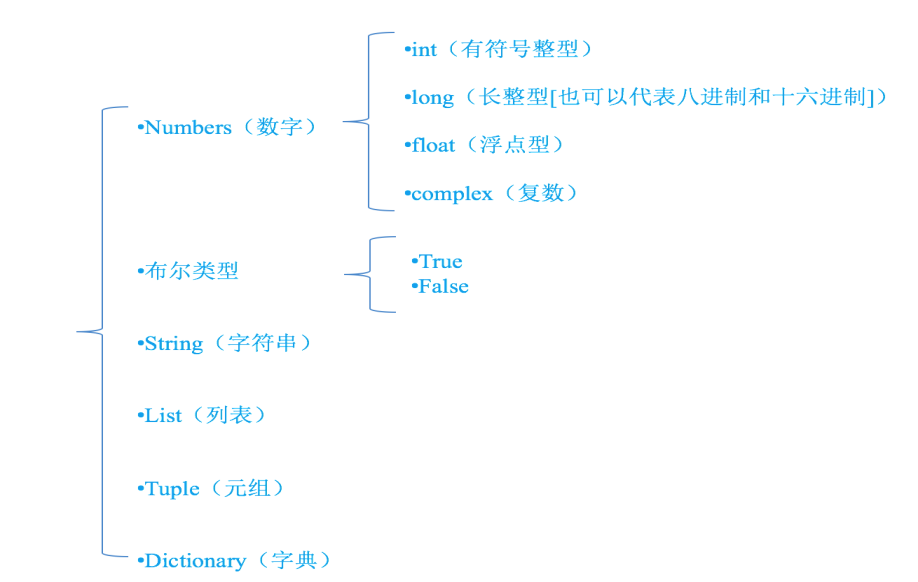 •int（有符号整型）
•long（长整型[也可以代表八进制和十六进制]）
•Numbers（数字）
•float（浮点型）
•complex（复数）
•布尔类型
•True
•False
•String（字符串）
•List（列表）
•Tuple（元组）
•Dictionary（字典）